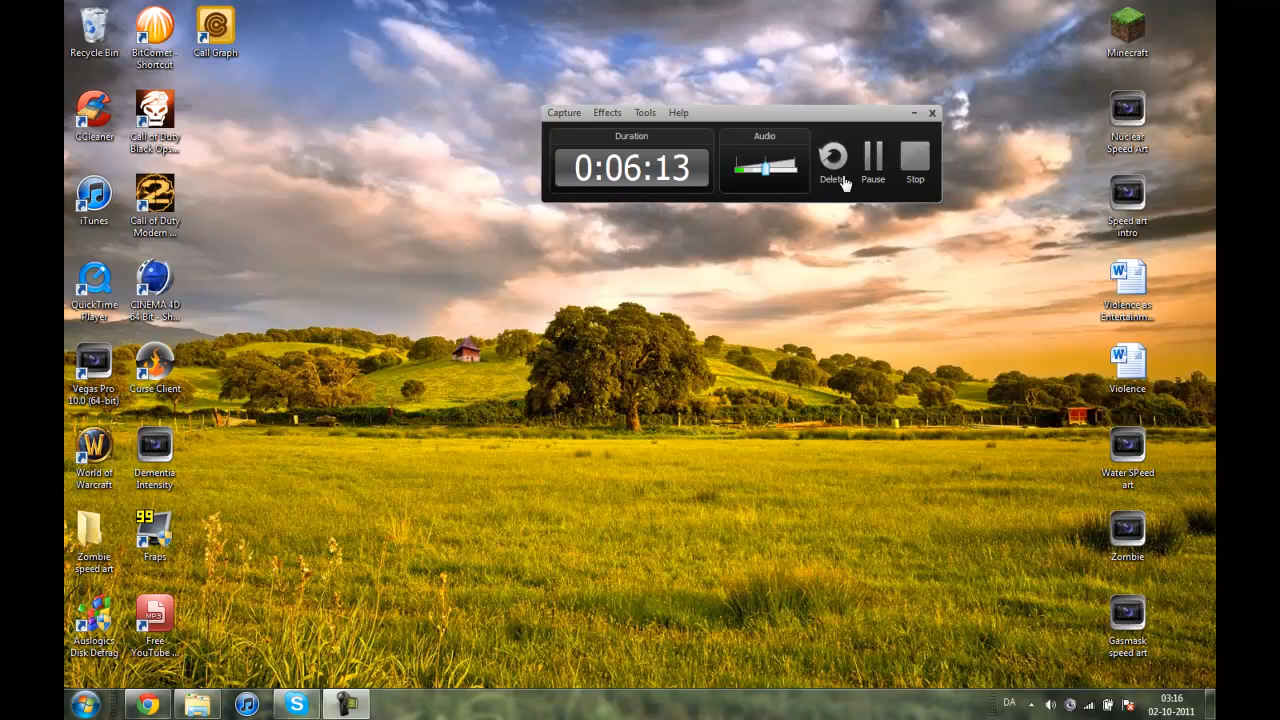 Recycle Bin
BitComet - Shortcut
Call Graph
CCleaner
Call of Duty Black Ops...
iTunes
Call of Duty Modern ...
QuickTime Player
CINEMA 4D 64 Bit - Sh...
Vegas Pro 10.0 (64-bit)
Curse Client
World of Warcraft
Dementia Intensity
Zombie speed art
99
Fraps
Auslogics Disk Defrag
MP3
Free YouTube ...
Capture Effects Tools Help
Duration
0:06:13
Audio
Delete
Pause
Stop
Minecraft
Nuclear Speed Art
Speed art intro
Violence as Entertainm...
Violence
Water SPeed art
Zombie
Gasmask speed art
DA
03:16
02-10-2011